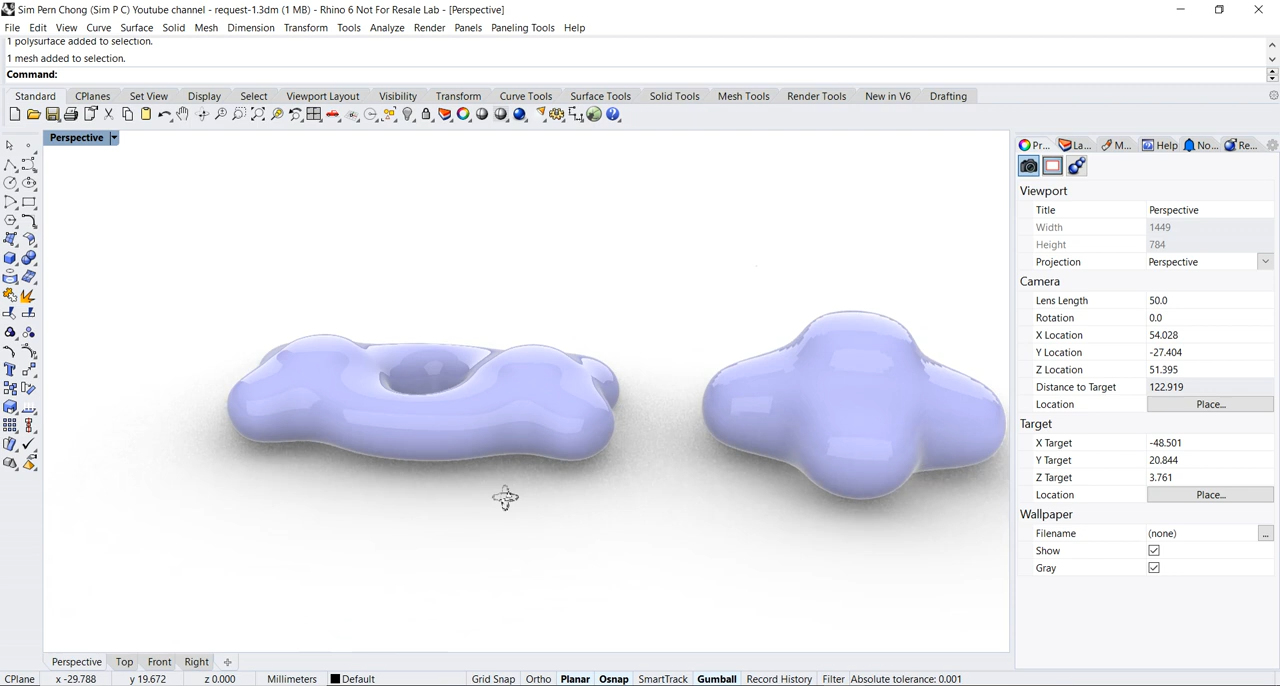 Sim Pern Chong (Sim P C) Youtube channel - request-1.3dm (1 MB) - Rhino 6 Not For Resale Lab - [Perspective]
File Edit View Curve Surface Solid Mesh Dimension Transform Tools Analyze Render Panels Paneling Tools Help
1 polysurface added to selection.
1 mesh added to selection.
Command:
Standard CPlanes Set View Display Select Viewport Layout Visibility Transform Curve Tools Surface Tools Solid Tools Mesh Tools Render Tools New in V6 Drafting
Perspective
Pr... La... M... Help No... Re...
Viewport
Title Perspective
Width 1449
Height 784
Projection Perspective
Camera
Lens Length 50.0
Rotation 0.0
X Location 54.028
Y Location -27.404
Z Location 51.395
Distance to Target 122.919
Location Place...
Target
X Target -48.501
Y Target 20.844
Z Target 3.761
Location Place...
Wallpaper
Filename (none) ...
Show
Gray
Perspective Top Front Right
CPlane x -29.788 y 19.672 z 0.000 Millimeters Default Grid Snap Ortho Planar Osnap SmartTrack Gumball Record History Filter Absolute tolerance: 0.001